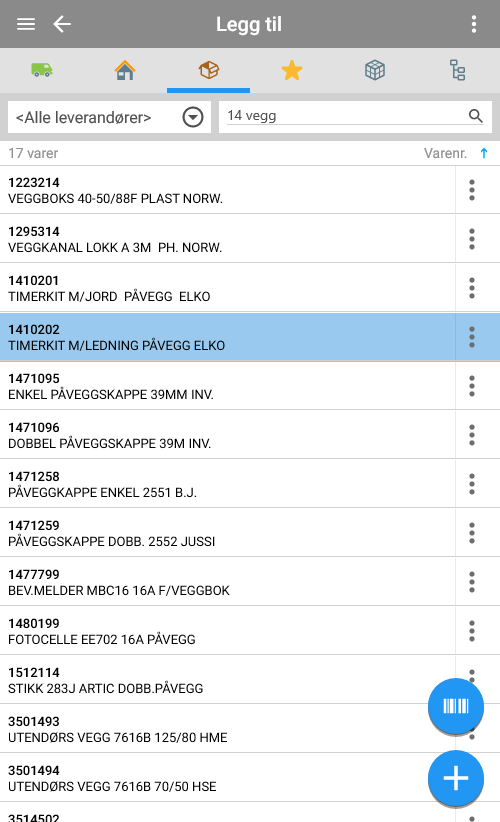 Legg til
<Alle leverandører>
14 vegg
17 varer
Varenr.
1223214
VEGGBOKS 40-50/88F PLAST NORW.
1295314
VEGGKANAL LOKK A 3M  PH. NORW.
1410201
TIMERKIT M/JORD  PÅVEGG  ELKO
1410202
TIMERKIT M/LEDNING PÅVEGG ELKO
1471095
ENKEL PÅVEGGSKAPPE 39MM INV.
1471096
DOBBEL PÅVEGGSKAPPE 39M INV.
1471258
PÅVEGGKAPPE ENKEL 2551 B.J.
1471259
PÅVEGGSKAPPE DOBB. 2552 JUSSI
1477799
BEV.MELDER MBC16 16A F/VEGGBOK
1480199
FOTOCELLE EE702 16A PÅVEGG
1512114
STIKK 283J ARTIC DOBB.PÅVEGG
3501493
UTENDØRS VEGG 7616B 125/80 HME
3501494
UTENDØRS VEGG 7616B 70/50 HSE
3514502